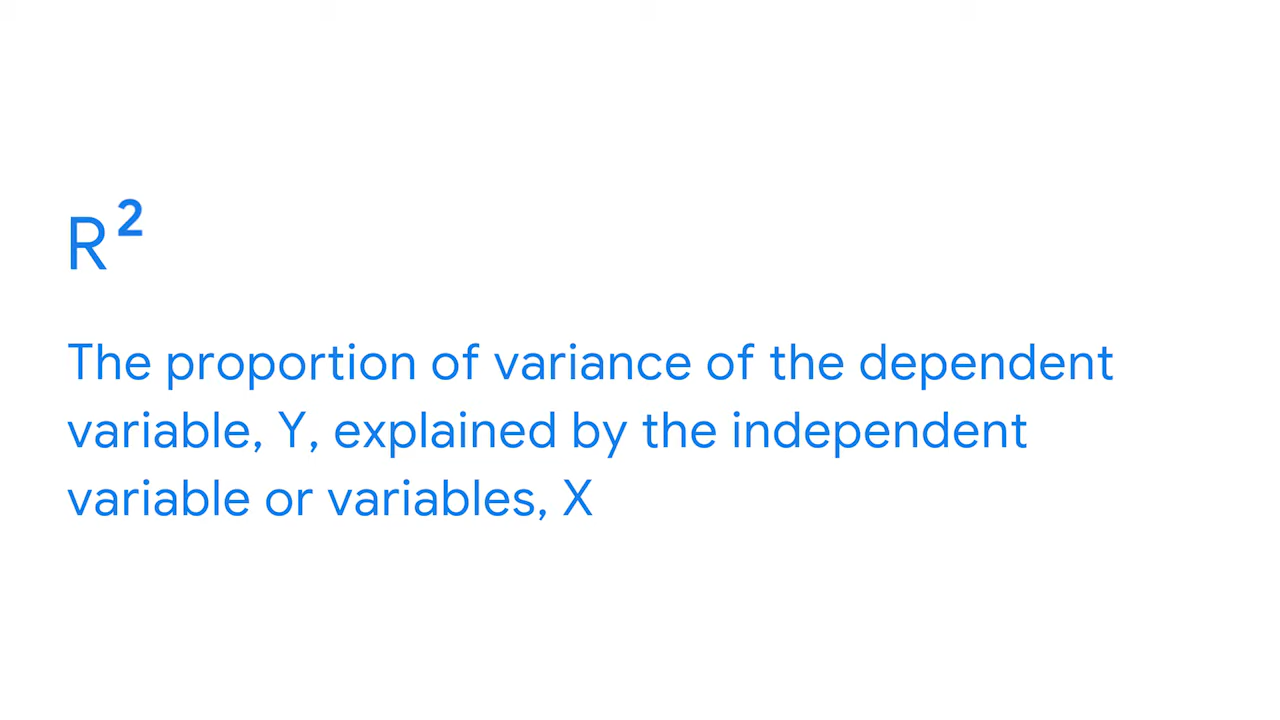 R²
The proportion of variance of the dependent
variable, Y, explained by the independent
variable or variables, X